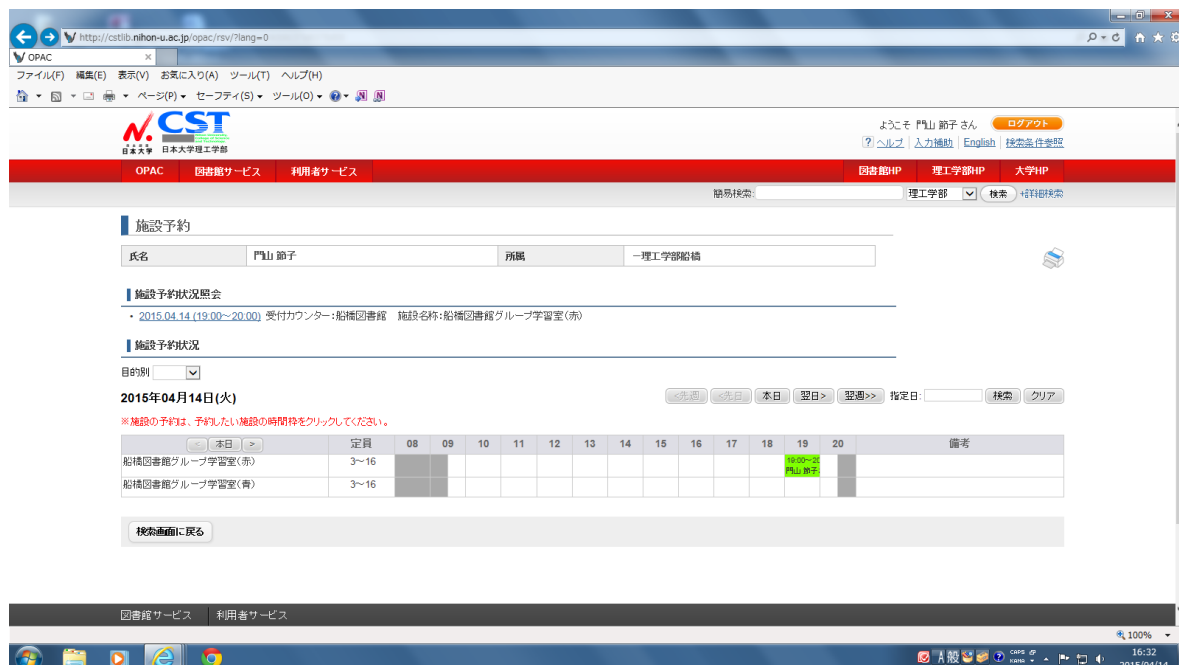 http://cstlib.nihon-u.ac.jp/opac/rsv/?lang=0
OPAC
ファイル(F) 編集(E) 表示(V) お気に入り(A) ツール(T) ヘルプ(H)
ページ(P) セーフティ(S) ツール(O)
N. CST
日本大学 日本大学理工学部
ようこそ 門山 節子 さん ログアウト
? ヘルプ 入力補助 English 検索条件参照
OPAC 図書館サービス 利用者サービス 図書館HP 理工学部HP 大学HP
簡易検索: 理工学部 検索 +詳細検索
施設予約
氏名 門山 節子 所属 一理工学部船橋
施設予約状況照会
・ 2015.04.14 (19:00～20:00) 受付カウンター:船橋図書館 施設名称:船橋図書館グループ学習室(赤)
施設予約状況
目的別
2015年04月14日(火) <先週 <先日 本日 翌日> 翌週>> 指定日: 検索 クリア
※施設の予約は、予約したい施設の時間枠をクリックしてください。
< 本日 > 定員 08 09 10 11 12 13 14 15 16 17 18 19 20 備考
船橋図書館グループ学習室(赤) 3～16 19:00～20
門山 節子
船橋図書館グループ学習室(青) 3～16
検索画面に戻る
図書館サービス 利用者サービス
100%
A 般 CAPS KANA 16:32
2015/04/14